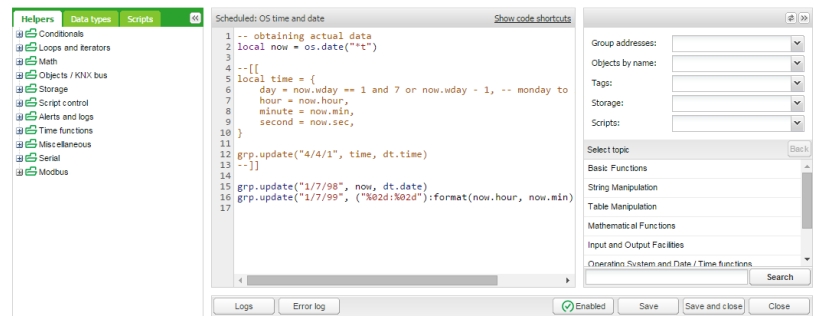 Helpers Data types Scripts
Conditionals
Loops and iterators
Math
Objects / KNX bus
Storage
Script control
Alerts and logs
Time functions
Miscellaneous
Serial
Modbus
Scheduled: OS time and date Show code shortcuts
1 -- obtaining actual data
2 local now = os.date("*t")
3
4 --[[
5 local time = {
6 day = now.wday == 1 and 7 or now.wday - 1, -- monday to
7 hour = now.hour,
8 minute = now.min,
9 second = now.sec,
10 }
11
12 grp.update("4/4/1", time, dt.time)
13 --]]
14
15 grp.update("1/7/98", now, dt.date)
16 grp.update("1/7/99", ("%02d:%02d"):format(now.hour, now.min)
17
Group addresses:
Objects by name:
Tags:
Storage:
Scripts:
Select topic Back
Basic Functions
String Manipulation
Table Manipulation
Mathematical Functions
Input and Output Facilities
Operating System and Date / Time functions
Search
Logs Error log Enabled Save Save and close Close